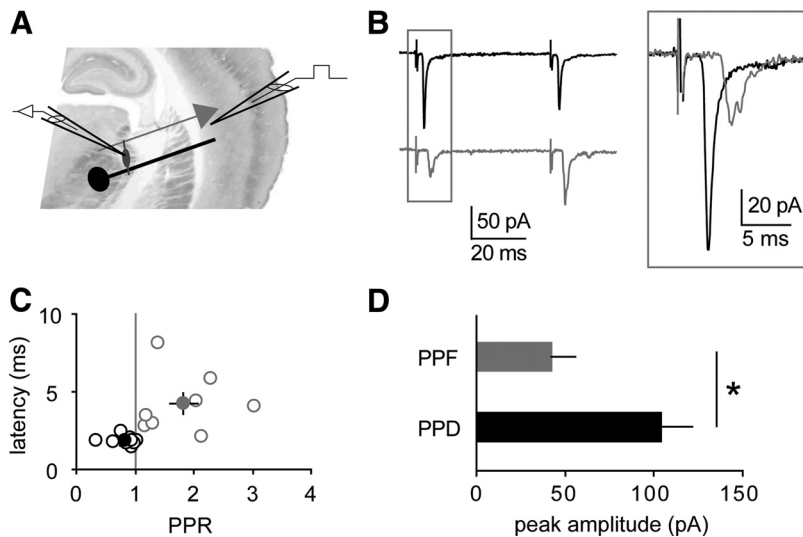 A
B
50 pA
20 ms
20 pA
5 ms
C
latency (ms)
10
5
0
0 1 2 3 4
PPR
D
PPF
PPD
*
0 50 100 150
peak amplitude (pA)